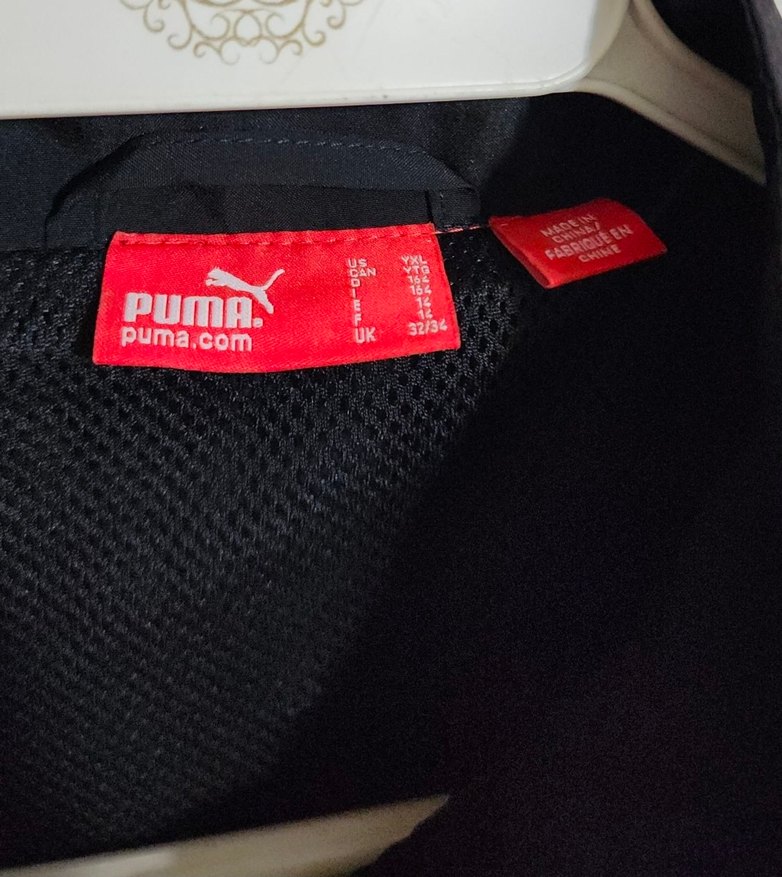 PUMA
puma.com
US YXL
CAN YTG
D 164
I 164
E 14
F 14
UK 32/34
MADE IN
CHINA/
FABRIQUÉ EN
CHINE